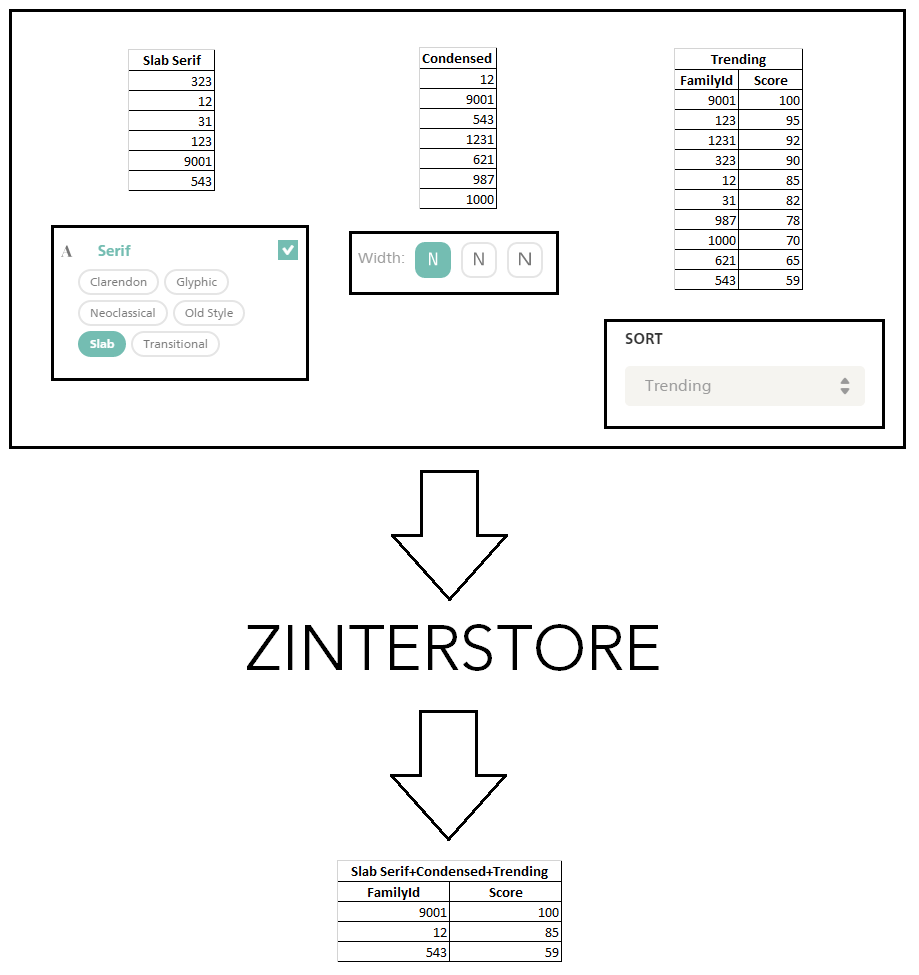 Slab Serif
323
12
31
123
9001
543
Condensed
12
9001
543
1231
621
987
1000
Trending
FamilyId Score
9001 100
123 95
1231 92
323 90
12 85
31 82
987 78
1000 70
621 65
543 59
A Serif
Clarendon Glyphic
Neoclassical Old Style
Slab Transitional
Width: N N N
SORT
Trending
ZINTERSTORE
Slab Serif+Condensed+Trending
FamilyId Score
9001 100
12 85
543 59